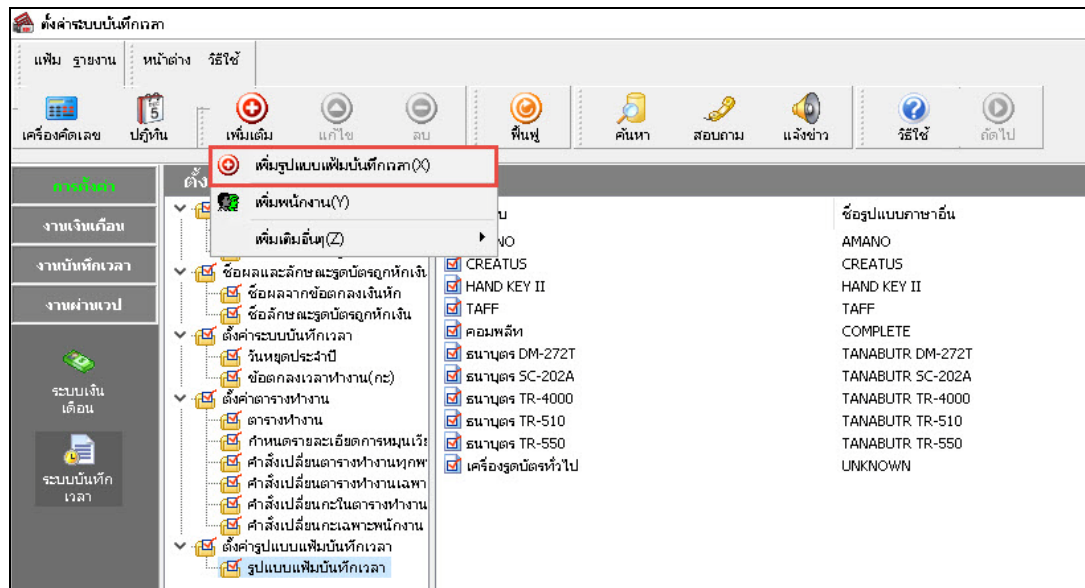 ตั้งค่าระบบบันทึกเวลา
แฟ้ม รายงาน หน้าต่าง วิธีใช้
เครื่องคิดเลข ปฏิทิน เพิ่มเติม แก้ไข ลบ ฟื้นฟู ค้นหา สอบถาม แจ้งข่าว วิธีใช้ ถัดไป
เพิ่มรูปแบบแฟ้มบันทึกเวลา(X)
เพิ่มพนักงาน(Y)
เพิ่มเติมอื่นๆ(Z)
การตั้งค่า
งานเงินเดือน
งานบันทึกเวลา
งานผ่านเวป
ระบบเงินเดือน
ระบบบันทึกเวลา
ชื่อผลและลักษณะรูดบัตรถูกหักเงิน
ชื่อผลจากข้อตกลงเงินหัก
ชื่อลักษณะรูดบัตรถูกหักเงิน
ตั้งค่าระบบบันทึกเวลา
วันหยุดประจำปี
ข้อตกลงเวลาทำงาน(กะ)
ตั้งค่าตารางทำงาน
ตารางทำงาน
กำหนดรายละเอียดการหมุนเวีย
คำสั่งเปลี่ยนตารางทำงานทุกพ
คำสั่งเปลี่ยนตารางทำงานเฉพา
คำสั่งเปลี่ยนกะในตารางทำงาน
คำสั่งเปลี่ยนกะเฉพาะพนักงาน
ตั้งค่ารูปแบบแฟ้มบันทึกเวลา
รูปแบบแฟ้มบันทึกเวลา
ชื่อรูปแบบภาษาอื่น
AMANO
CREATUS CREATUS
HAND KEY II HAND KEY II
TAFF TAFF
คอมพลีท COMPLETE
ธนาบุตร DM-272T TANABUTR DM-272T
ธนาบุตร SC-202A TANABUTR SC-202A
ธนาบุตร TR-4000 TANABUTR TR-4000
ธนาบุตร TR-510 TANABUTR TR-510
ธนาบุตร TR-550 TANABUTR TR-550
เครื่องรูดบัตรทั่วไป UNKNOWN